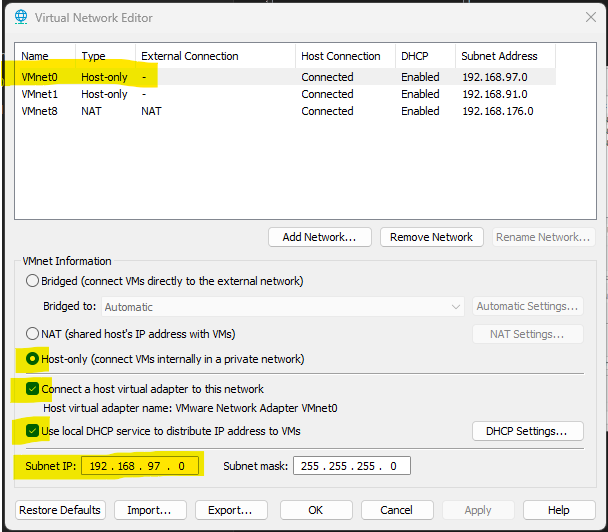 Virtual Network Editor
Name Type External Connection Host Connection DHCP Subnet Address
VMnet0 Host-only - Connected Enabled 192.168.97.0
VMnet1 Host-only - Connected Enabled 192.168.91.0
VMnet8 NAT NAT Connected Enabled 192.168.176.0
Add Network... Remove Network Rename Network...
VMnet Information
Bridged (connect VMs directly to the external network)
Bridged to: Automatic Automatic Settings...
NAT (shared host's IP address with VMs) NAT Settings...
Host-only (connect VMs internally in a private network)
Connect a host virtual adapter to this network
Host virtual adapter name: VMware Network Adapter VMnet0
Use local DHCP service to distribute IP address to VMs DHCP Settings...
Subnet IP: 192 . 168 . 97 . 0 Subnet mask: 255 . 255 . 255 . 0
Restore Defaults Import... Export... OK Cancel Apply Help